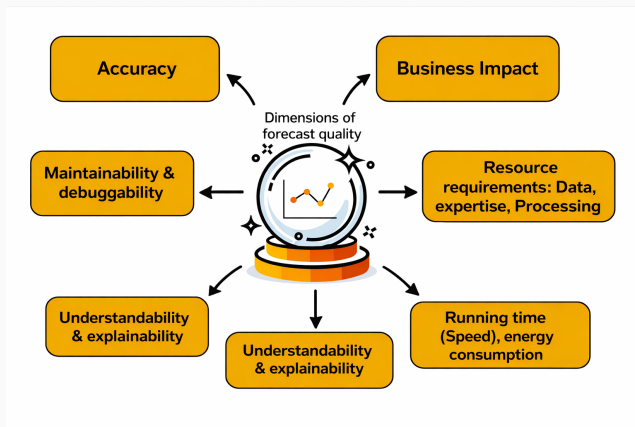 Accuracy
Business Impact
Dimensions of
forecast quality
Maintainability &
debuggability
Resource
requirements: Data,
expertise, Processing
Understandability
& explainability
Understandability
& explainability
Running time
(Speed), energy
consumption